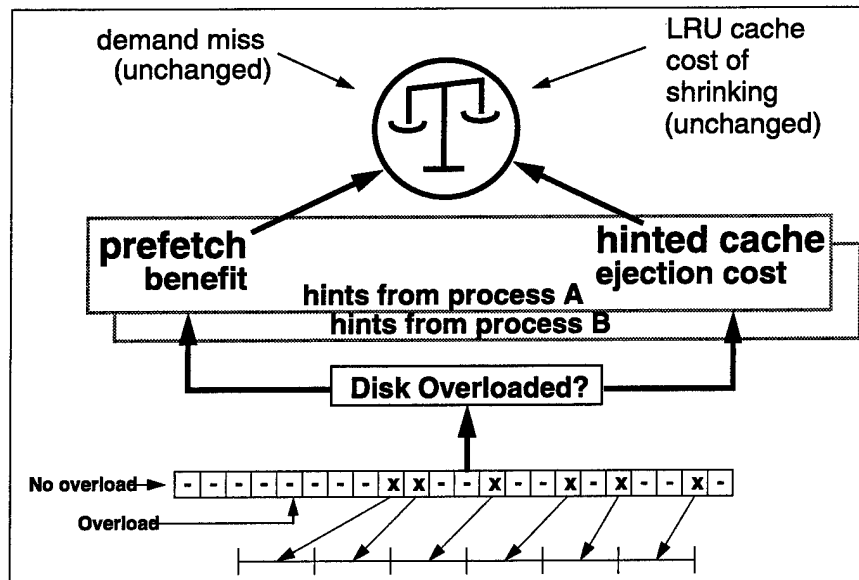 demand miss
(unchanged)
LRU cache
cost of
shrinking
(unchanged)
prefetch
benefit
hinted cache
ejection cost
hints from process A
hints from process B
Disk Overloaded?
No overload
- - - - - - - - x x - - x - - x - x - - x -
Overload